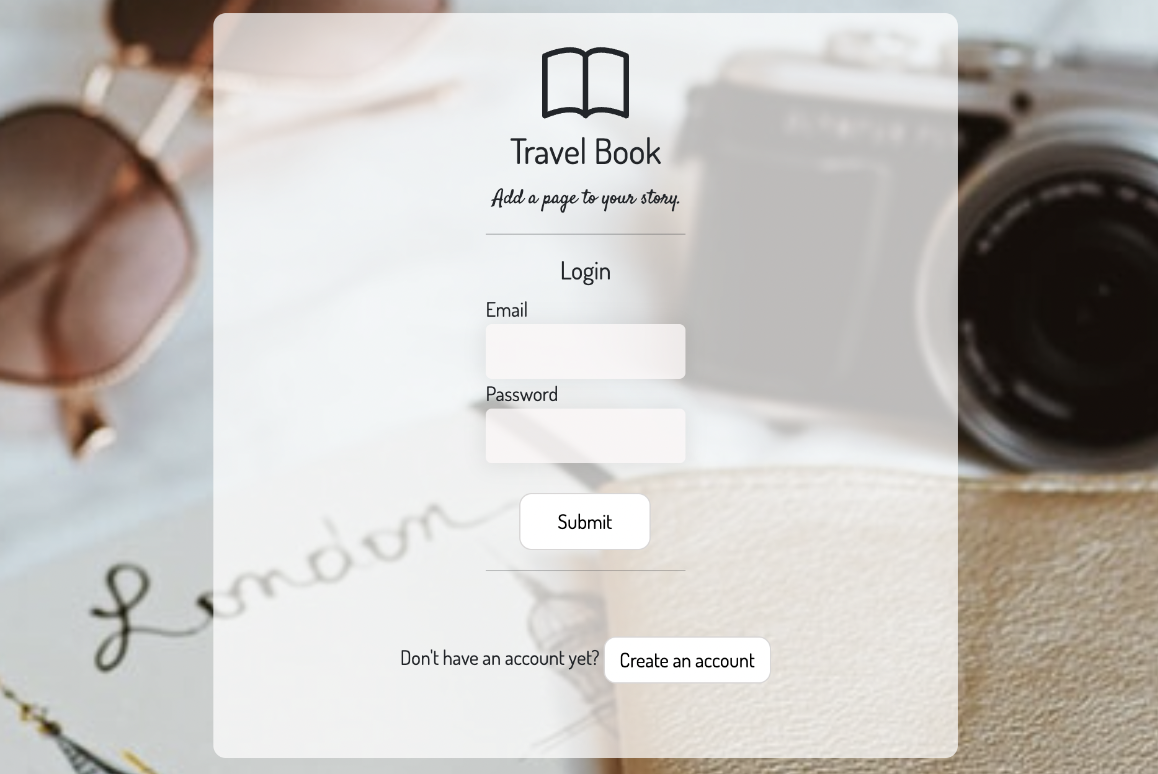 Travel Book
Add a page to your story.
Login
Email
Password
Submit
London
Don't have an account yet? Create an account